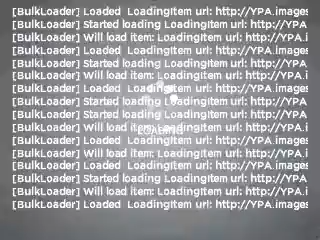 [BulkLoader] Loaded LoadingItem url: http://YPA.images
[BulkLoader] Started loading LoadingItem url: http://YPA
[BulkLoader] Will load item: LoadingItem url: http://YPA.i
[BulkLoader] Loaded LoadingItem url: http://YPA.images
[BulkLoader] Started loading LoadingItem url: http://YPA
[BulkLoader] Will load item: LoadingItem url: http://YPA.i
[BulkLoader] Loaded LoadingItem url: http://YPA.images
[BulkLoader] Started loading LoadingItem url: http://YPA
[BulkLoader] Started loading LoadingItem url: http://YPA
[BulkLoader] Will load item: LoadingItem url: http://YPA.i
LOADING
[BulkLoader] Loaded LoadingItem url: http://YPA.images
[BulkLoader] Will load item: LoadingItem url: http://YPA.i
[BulkLoader] Loaded LoadingItem url: http://YPA.images
[BulkLoader] Started loading LoadingItem url: http://YPA
[BulkLoader] Will load item: LoadingItem url: http://YPA.i
[BulkLoader] Loaded LoadingItem url: http://YPA.images